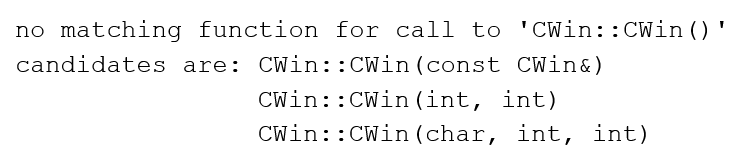 no matching function for call to 'CWin::CWin()'
candidates are: CWin::CWin(const CWin&)
CWin::CWin(int, int)
CWin::CWin(char, int, int)